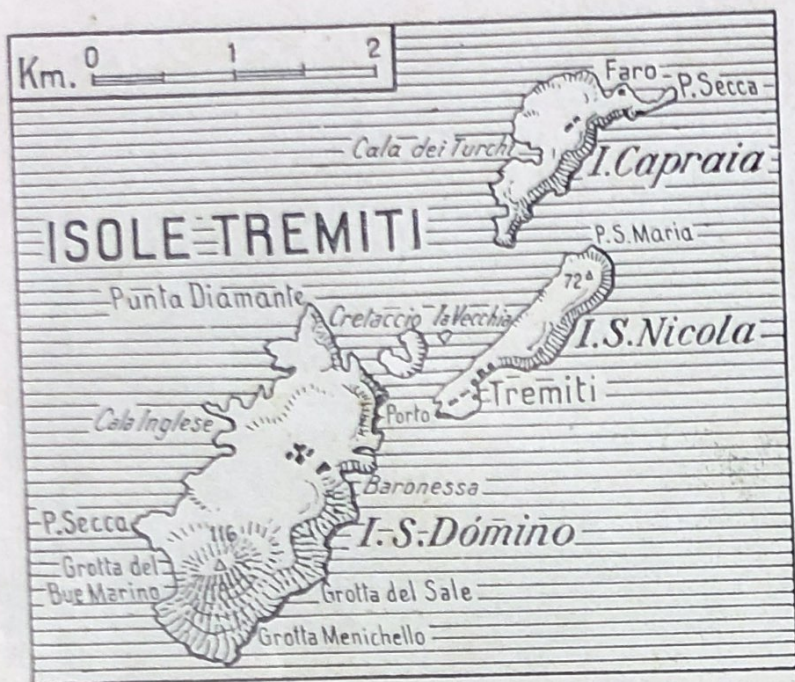 Km. 0 1 2
Faro
P. Secca
Cala dei Turchi
I. Capraia
ISOLE TREMITI
P. S. Maria
72
Punta Diamante
Cretaccio
la Vecchia
I. S. Nicola
Tremiti
Porto
Cala Inglese
Baronessa
P. Secca
116
I. S. Dómino
Grotta del
Bue Marino
Grotta del Sale
Grotta Menichello